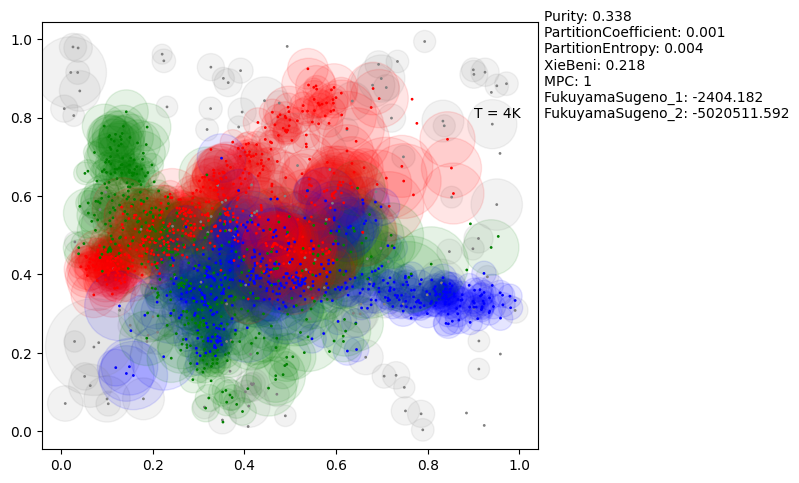 Purity: 0.338
PartitionCoefficient: 0.001
PartitionEntropy: 0.004
XieBeni: 0.218
MPC: 1
FukuyamaSugeno_1: -2404.182
FukuyamaSugeno_2: -5020511.592
T = 4K
1.0
0.8
0.6
0.4
0.2
0.0
0.0 0.2 0.4 0.6 0.8 1.0